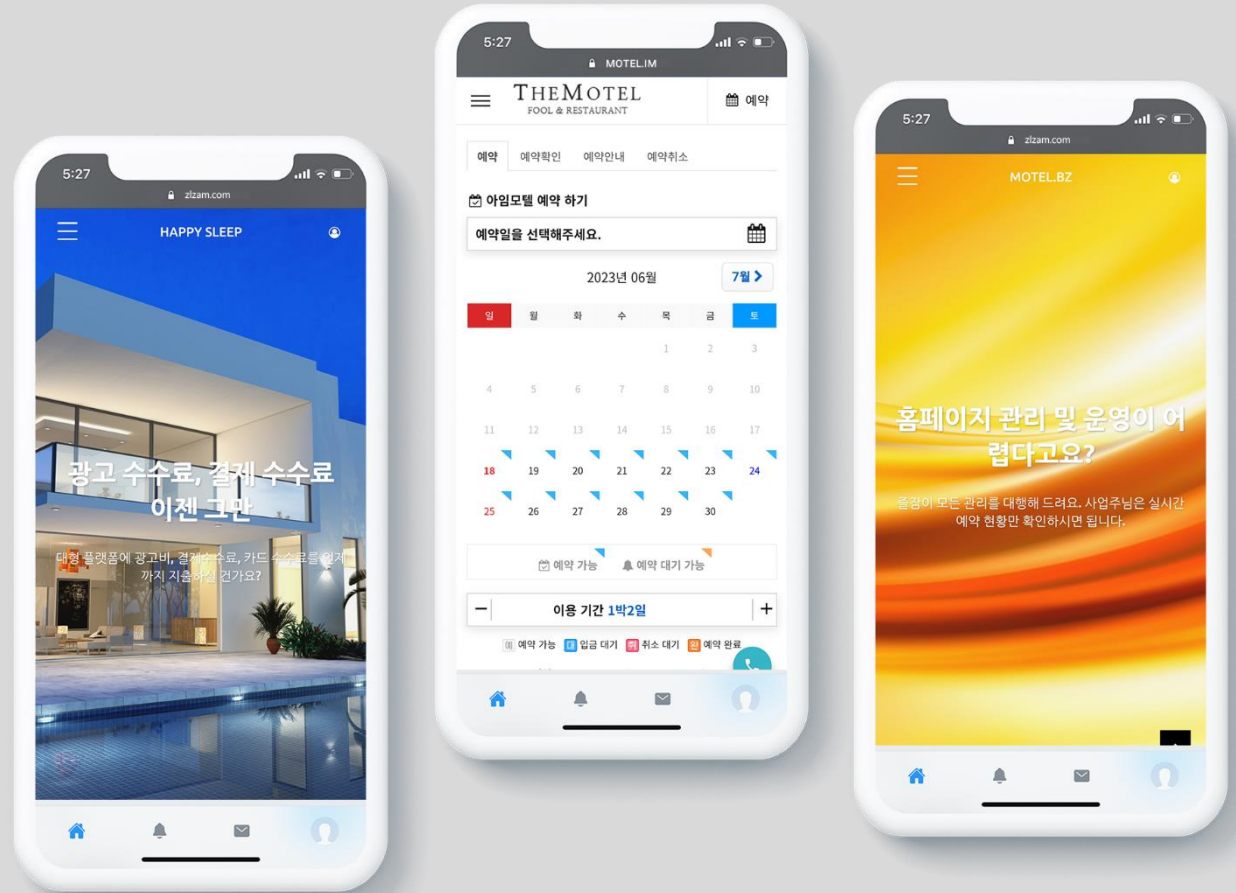 5:27
zlzam.com
HAPPY SLEEP
광고 수수료, 결제 수수료
이젠 그만
대형 플랫폼에 광고비, 결제수수료, 카드 수수료를 언제
까지 지출하실 건가요?
5:27
MOTEL.IM
THEMOTEL
FOOL & RESTAURANT
예약
예약 예약확인 예약안내 예약취소
아임모텔 예약 하기
예약일을 선택해주세요.
2023년 06월
7월
일 월 화 수 목 금 토
1 2 3
4 5 6 7 8 9 10
11 12 13 14 15 16 17
18 19 20 21 22 23 24
25 26 27 28 29 30
예약 가능 예약 대기 가능
이용 기간 1박2일
예 예약 가능 대 입금 대기 취 취소 대기 완 예약 완료
5:27
zlzam.com
MOTEL.BZ
홈페이지 관리 및 운영이 어
렵다고요?
즐잠이 모든 관리를 대행해 드려요. 사업주님은 실시간
예약 현황만 확인하시면 됩니다.